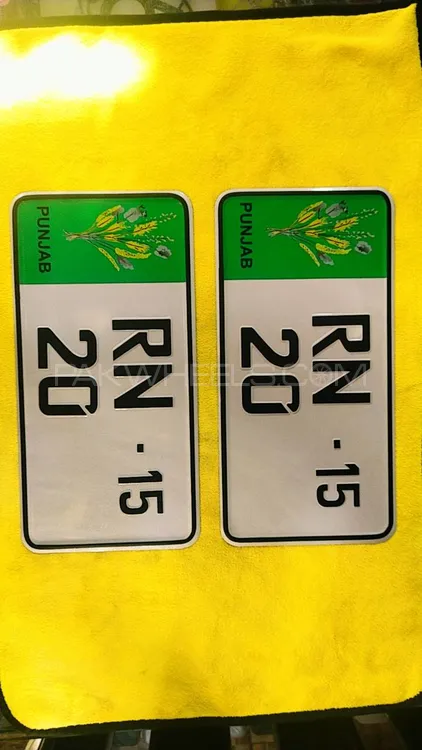 PUNJAB
RN · 15
20
PUNJAB
RN · 15
20
PAKWHEELS.COM